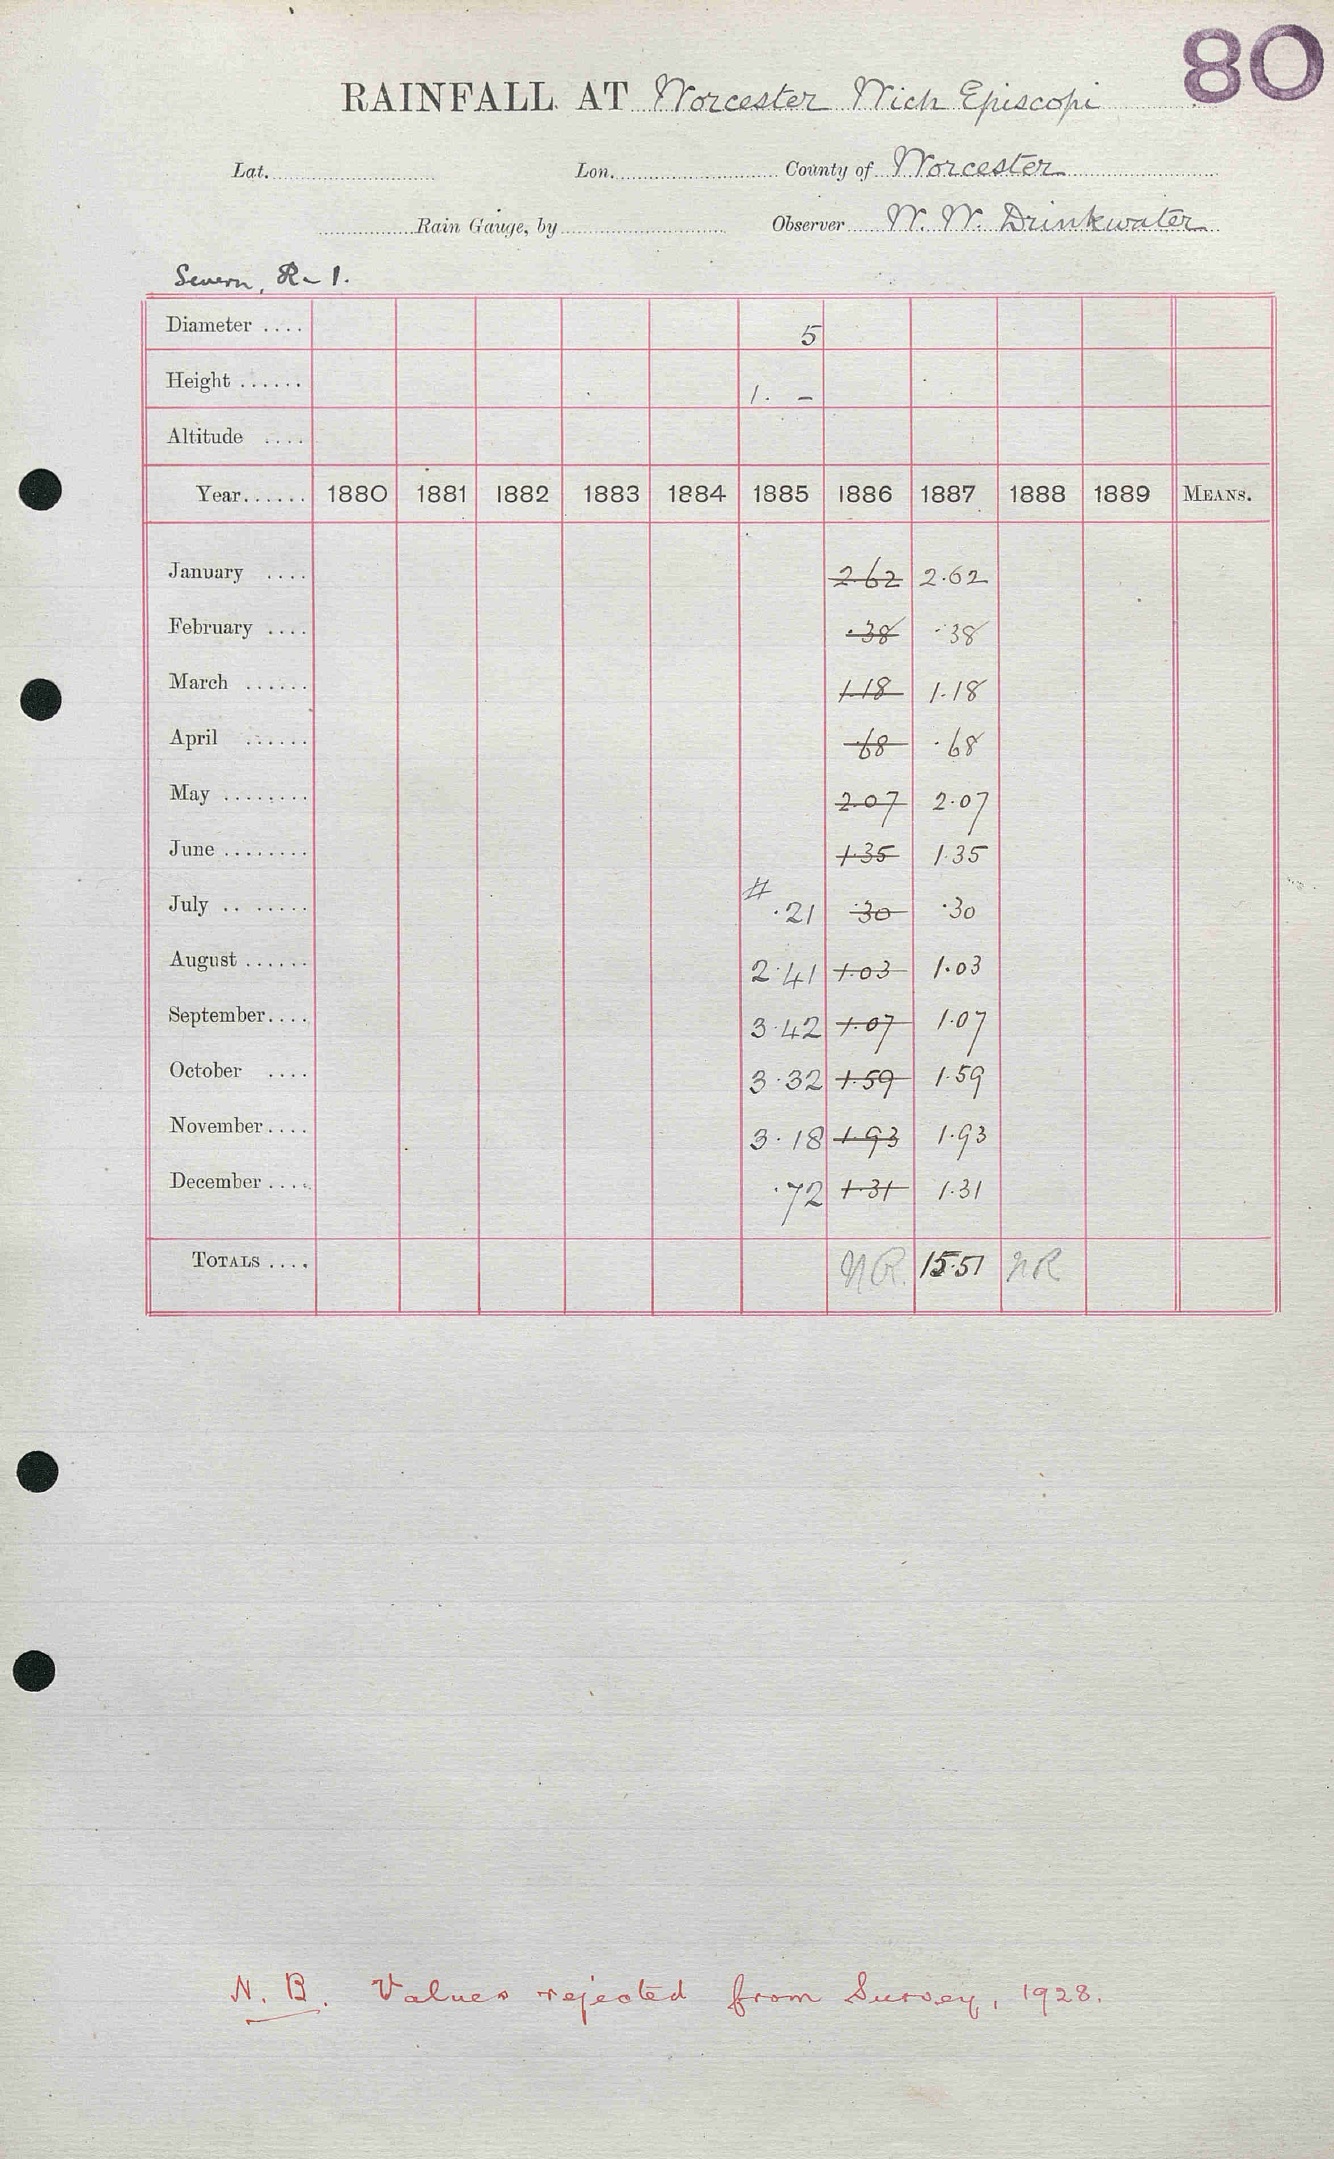 80
RAINFALL AT Worcester Wick Episcopi
Lat. Lon. County of Worcester
Rain Gauge, by Observer W. W. Drinkwater
Severn, R-1.
Diameter .... 5
Height ...... 1. -
Altitude ....
Year...... 1880 1881 1882 1883 1884 1885 1886 1887 1888 1889 MEANS.
January .... 2.62 2.62
February .... .38 .38
March ...... 1.18 1.18
April ...... .68 .68
May ........ 2.07 2.07
June ........ 1.35 1.35
July .. ...... # .21 .30 .30
August ...... 2.41 1.03 1.03
September.... 3.42 1.07 1.07
October .... 3.32 1.59 1.59
November.... 3.18 1.93 1.93
December .... .72 1.31 1.31
TOTALS .... NR. 15.51 NR
N. B. Values rejected from Survey, 1928.